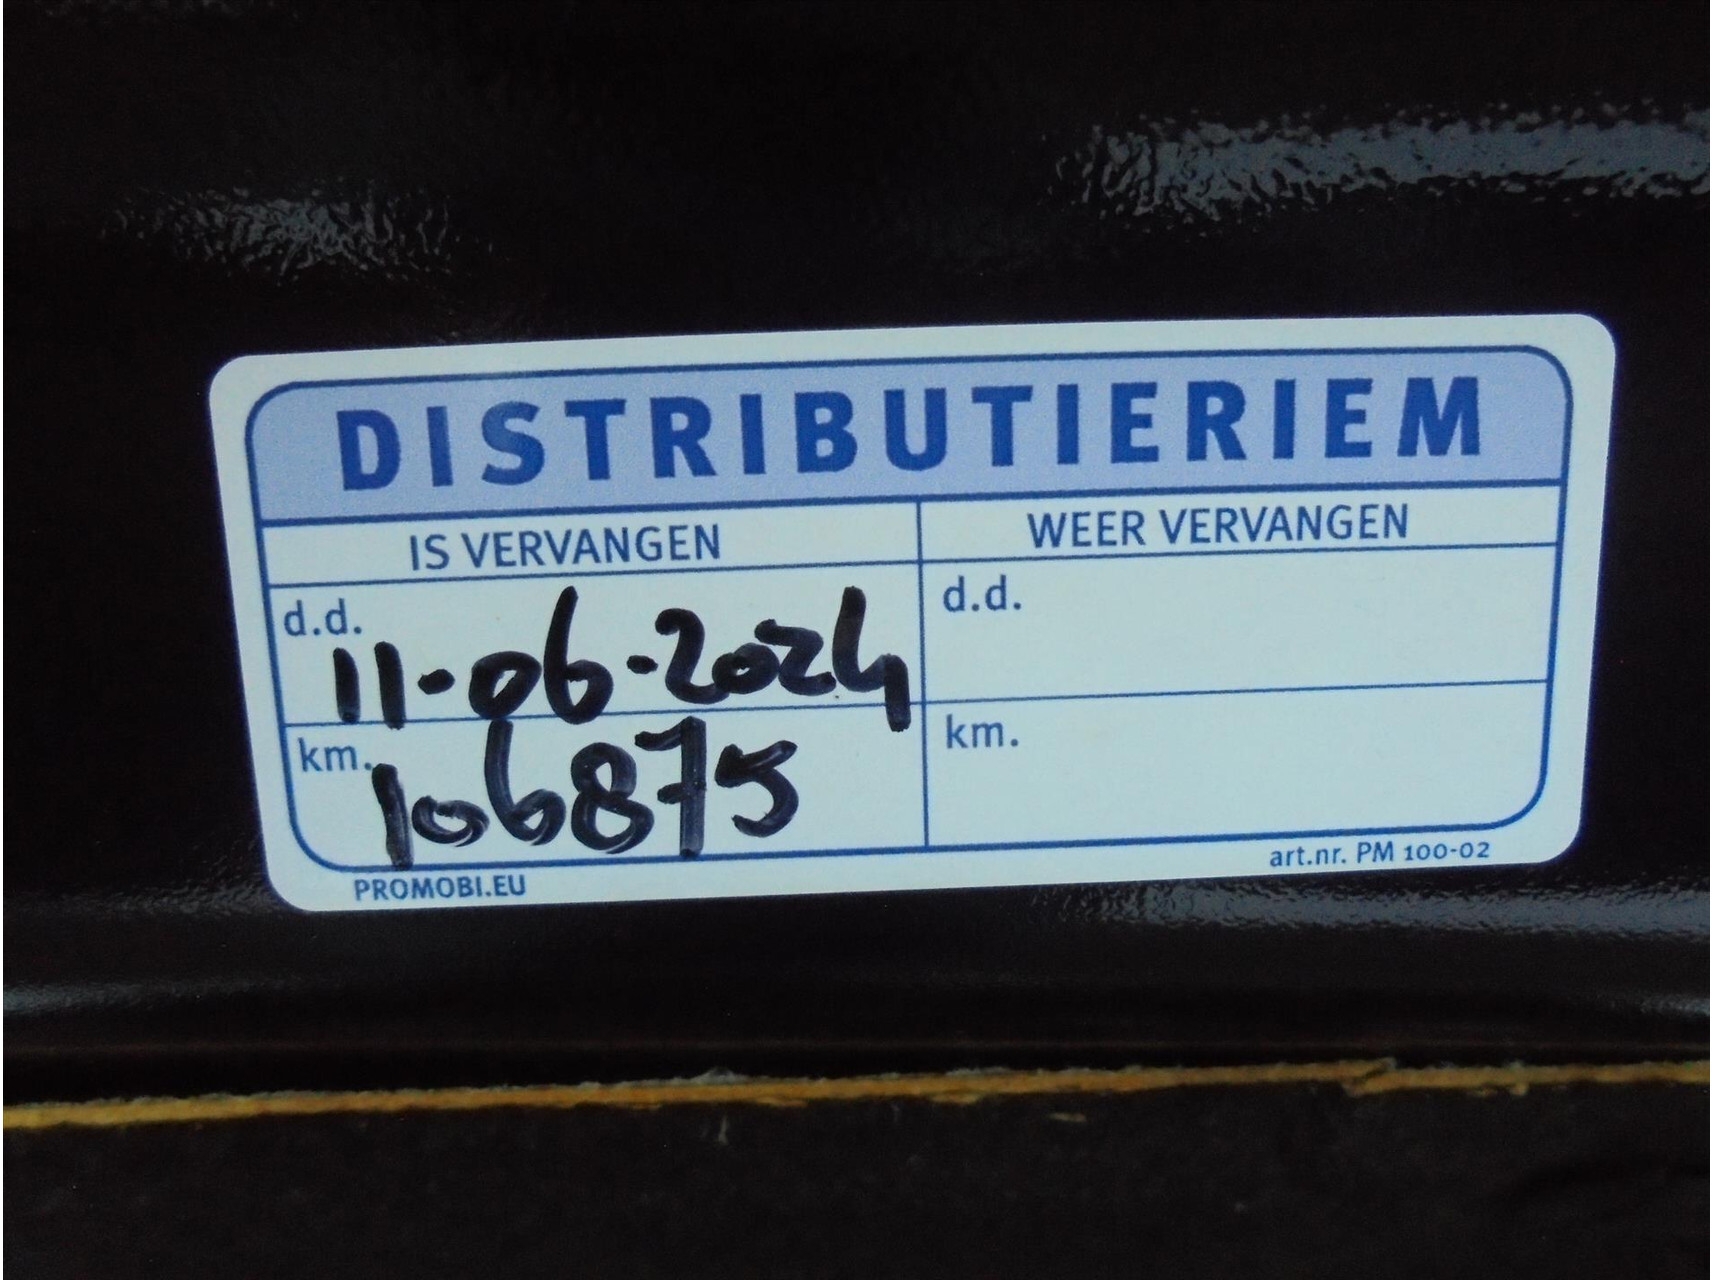 DISTRIBUTIERIEM
IS VERVANGEN
WEER VERVANGEN
d.d. 11-06-2024
d.d.
km. 106875
km.
PROMOBI.EU
art.nr. PM 100-02